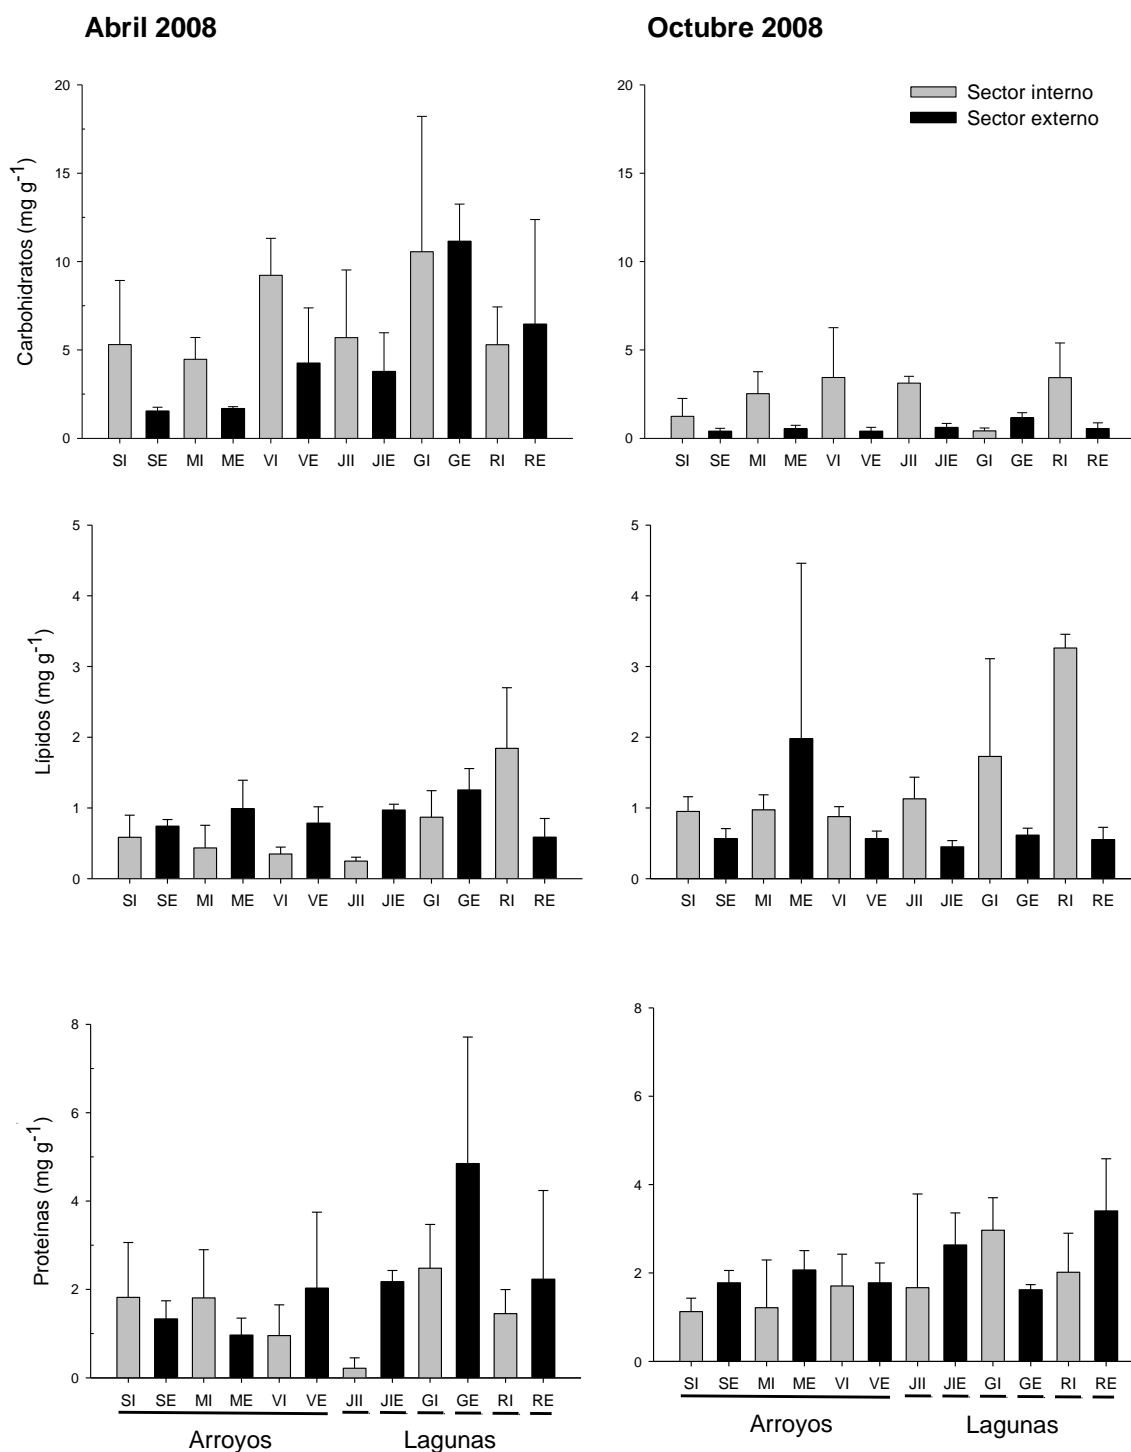 Abril 2008
Octubre 2008
Sector interno
Sector externo
Carbohidratos (mg g-1)
20
15
10
5
0
SI SE MI ME VI VE JII JIE GI GE RI RE
20
15
10
5
0
SI SE MI ME VI VE JII JIE GI GE RI RE
Lípidos (mg g-1)
5
4
3
2
1
0
SI SE MI ME VI VE JII JIE GI GE RI RE
5
4
3
2
1
0
SI SE MI ME VI VE JII JIE GI GE RI RE
Proteínas (mg g-1)
8
6
4
2
0
SI SE MI ME VI VE JII JIE GI GE RI RE
Arroyos Lagunas
8
6
4
2
0
SI SE MI ME VI VE JII JIE GI GE RI RE
Arroyos Lagunas